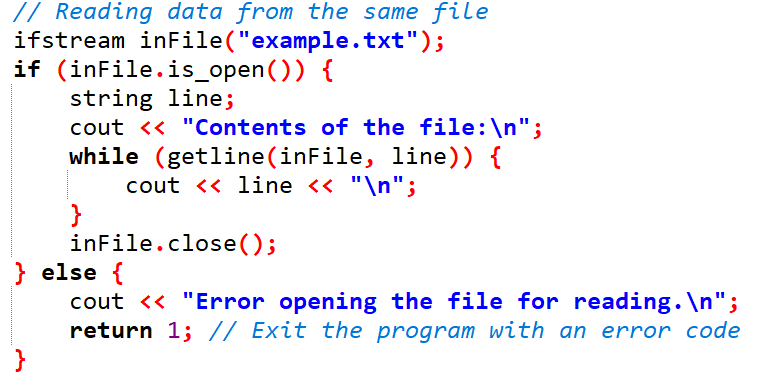 // Reading data from the same file
ifstream inFile("example.txt");
if (inFile.is_open()) {
    string line;
    cout << "Contents of the file:\n";
    while (getline(inFile, line)) {
        cout << line << "\n";
    }
    inFile.close();
} else {
    cout << "Error opening the file for reading.\n";
    return 1; // Exit the program with an error code
}